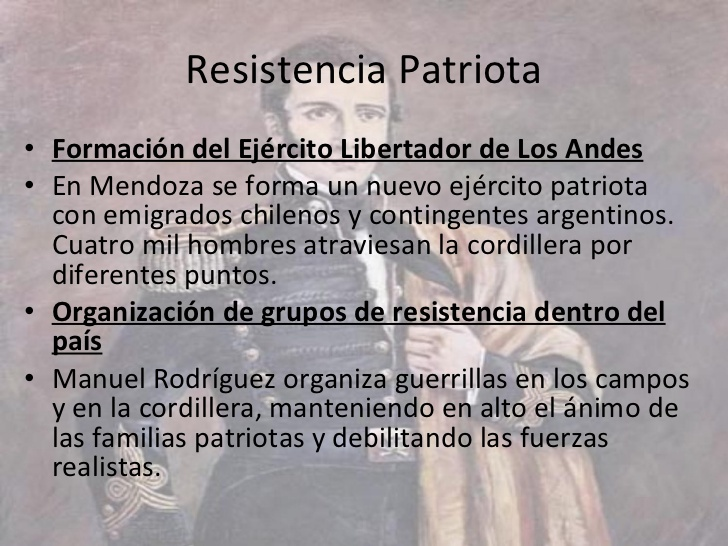 Resistencia Patriota
• Formación del Ejército Libertador de Los Andes
• En Mendoza se forma un nuevo ejército patriota
con emigrados chilenos y contingentes argentinos.
Cuatro mil hombres atraviesan la cordillera por
diferentes puntos.
• Organización de grupos de resistencia dentro del
país
• Manuel Rodríguez organiza guerrillas en los campos
y en la cordillera, manteniendo en alto el ánimo de
las familias patriotas y debilitando las fuerzas
realistas.